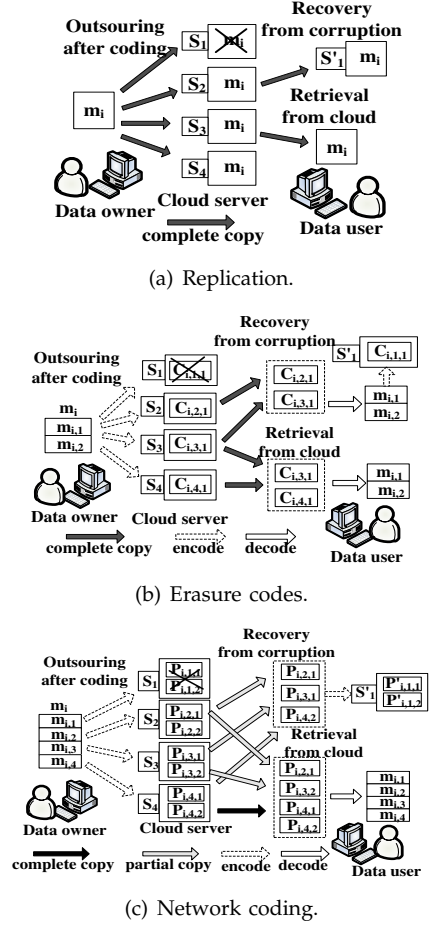 Outsouring
after coding
Recovery
from corruption
S1
mi
S'1
mi
S2
mi
mi
Retrieval
from cloud
S3
mi
mi
S4
mi
Data owner
Cloud server
Data user
complete copy
(a) Replication.
Recovery
from corruption
S'1
Ci,1,1
Outsouring
after coding
S1
Ci,1,1
Ci,2,1
mi
S2
Ci,2,1
Ci,3,1
mi,1
mi,2
mi,1
mi,2
S3
Ci,3,1
Retrieval
from cloud
Ci,3,1
mi,1
mi,2
S4
Ci,4,1
Ci,4,1
Data owner
Cloud server
complete copy
encode
decode
Data user
(b) Erasure codes.
Recovery
from corruption
Outsouring
after coding
S1
Pi,1,1
Pi,1,2
Pi,2,1
Pi,3,1
Pi,4,2
S'1
P'i,1,1
P'i,1,2
mi
mi,1
mi,2
mi,3
mi,4
S2
Pi,2,1
Pi,2,2
Retrieval
from cloud
S3
Pi,3,1
Pi,3,2
Pi,2,1
Pi,3,2
Pi,4,1
Pi,4,2
mi,1
mi,2
mi,3
mi,4
S4
Pi,4,1
Pi,4,2
Data owner
Cloud server
complete copy
partial copy
encode
decode
Data user
(c) Network coding.